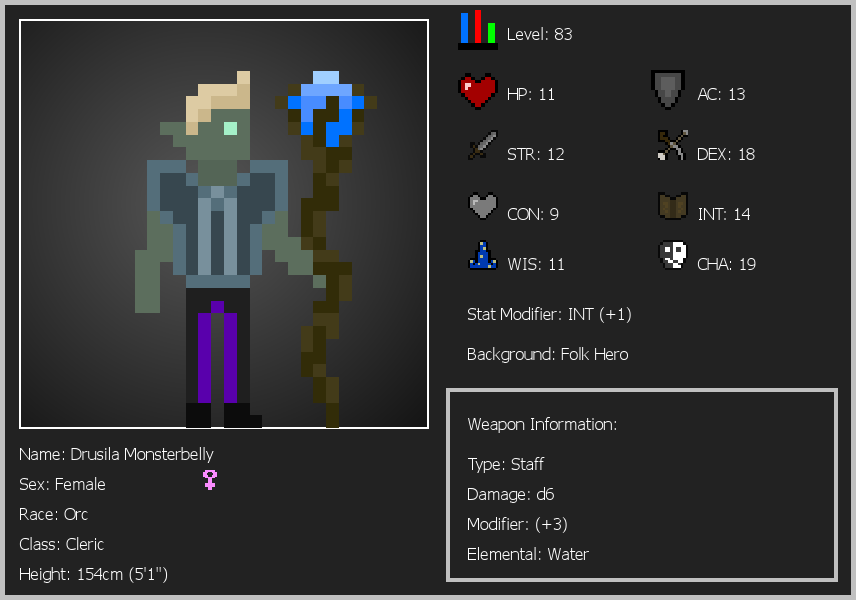 Level: 83
HP: 11
AC: 13
STR: 12
DEX: 18
CON: 9
INT: 14
WIS: 11
CHA: 19
Stat Modifier: INT (+1)
Background: Folk Hero
Weapon Information:
Type: Staff
Damage: d6
Modifier: (+3)
Elemental: Water
Name: Drusila Monsterbelly
Sex: Female
Race: Orc
Class: Cleric
Height: 154cm (5'1")